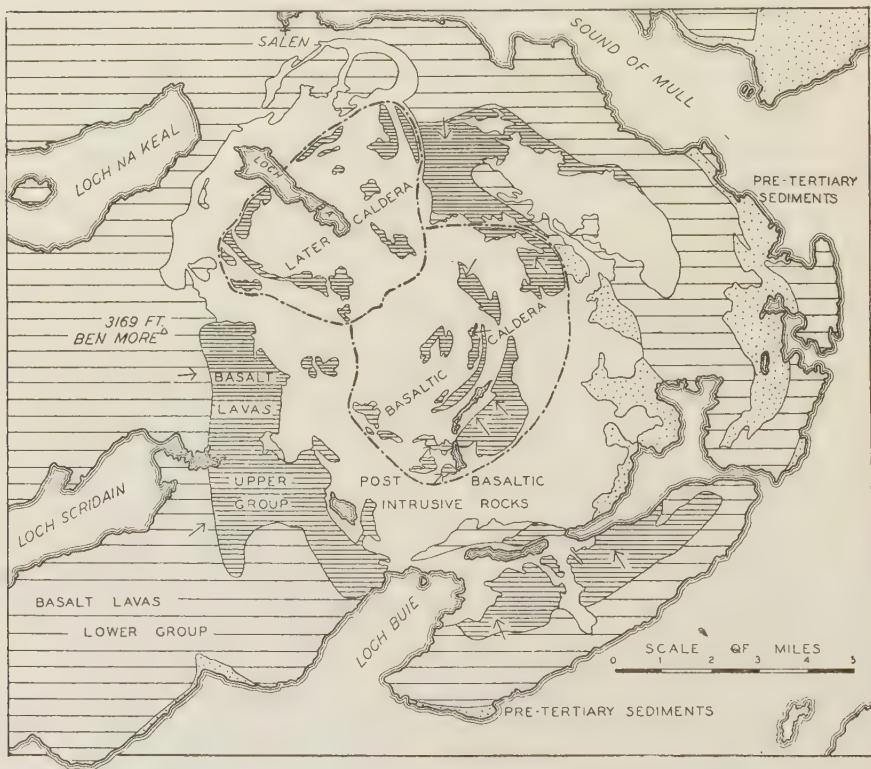 SALEN
SOUND OF MULL
LOCH NA KEAL
LOCH
BA
PRE-TERTIARY
SEDIMENTS
LATER CALDERA
3169 FT.
BEN MORE
BASALTIC CALDERA
BASALT
LAVAS
UPPER
GROUP
POST BASALTIC
INTRUSIVE ROCKS
LOCH SCRIDAIN
BASALT LAVAS
LOWER GROUP
LOCH BUIE
SCALE OF MILES
0 1 2 3 4 5
PRE-TERTIARY SEDIMENTS